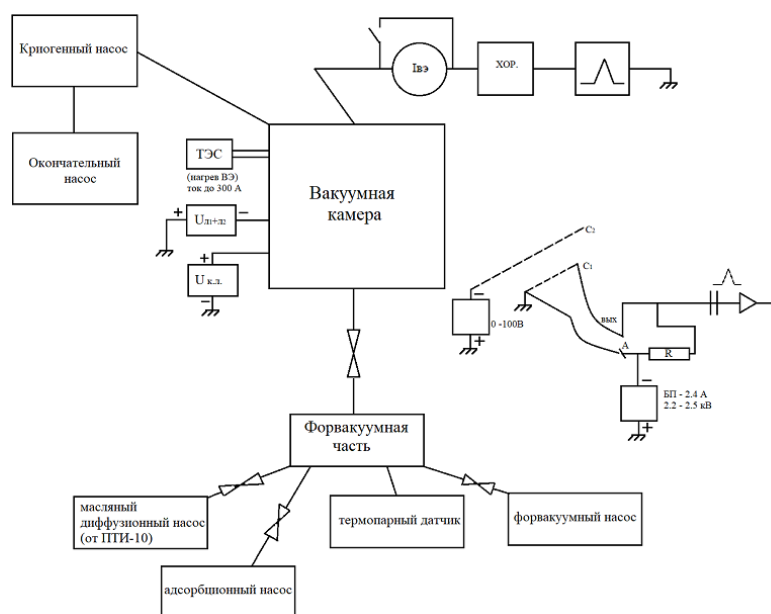 Криогенный насос
Iвэ
ХОР.
Окончательный
насос
ТЭС
(нагрев ВЭ)
ток до 300 А
Вакуумная
камера
+
Uл1+л2
−
+
U к.л.
−
C2
C1
−
0 -100В
+
вых
А
R
−
БП - 2.4 А
2.2 - 2.5 кВ
+
Форвакуумная
часть
масляный
диффузионный насос
(от ПТИ-10)
термопарный датчик
форвакуумный насос
адсорбционный насос